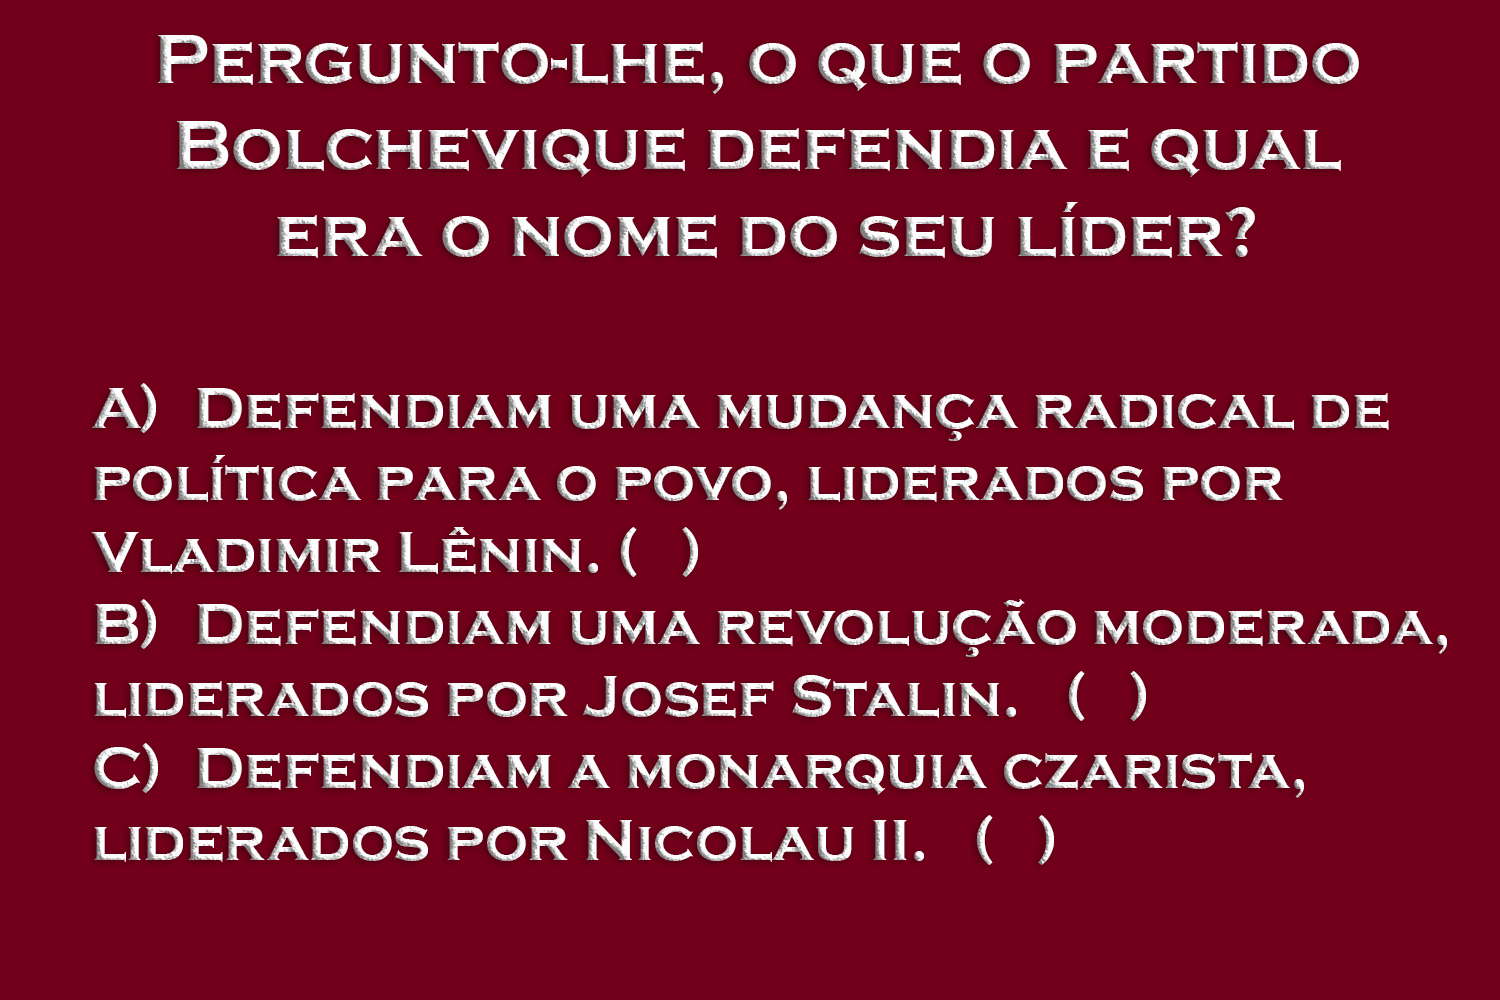 Pergunto-lhe, o que o partido
Bolchevique defendia e qual
era o nome do seu líder?
A) Defendiam uma mudança radical de
política para o povo, liderados por
Vladimir Lênin. ( )
B) Defendiam uma revolução moderada,
liderados por Josef Stalin. ( )
C) Defendiam a monarquia czarista,
liderados por Nicolau II. ( )